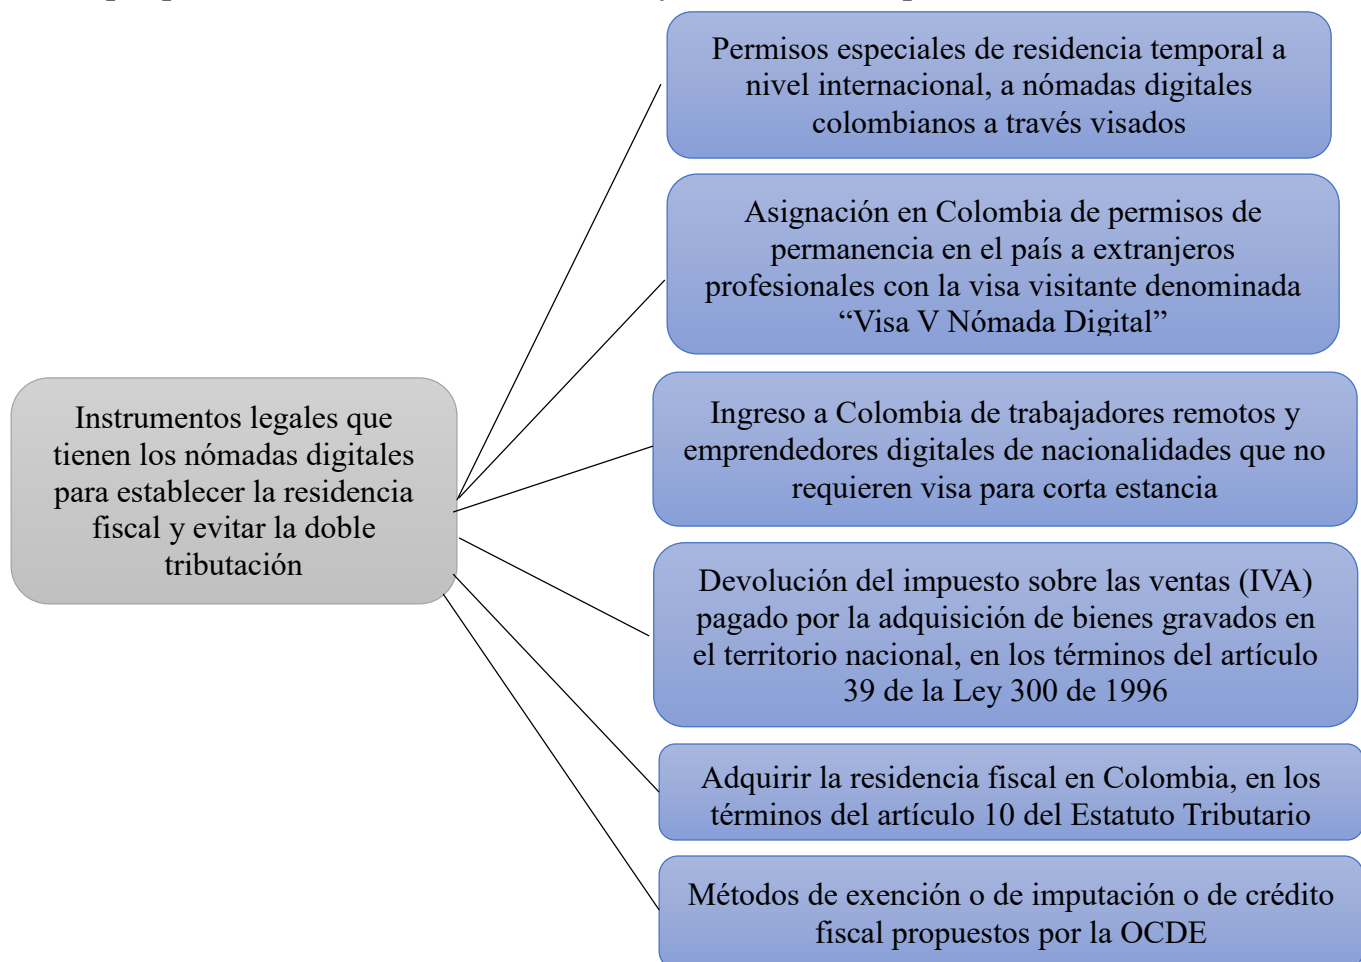 Permisos especiales de residencia temporal a
nivel internacional, a nómadas digitales
colombianos a través visados
Asignación en Colombia de permisos de
permanencia en el país a extranjeros
profesionales con la visa visitante denominada
“Visa V Nómada Digital”
Instrumentos legales que
tienen los nómadas digitales
para establecer la residencia
fiscal y evitar la doble
tributación
Ingreso a Colombia de trabajadores remotos y
emprendedores digitales de nacionalidades que no
requieren visa para corta estancia
Devolución del impuesto sobre las ventas (IVA)
pagado por la adquisición de bienes gravados en
el territorio nacional, en los términos del artículo
39 de la Ley 300 de 1996
Adquirir la residencia fiscal en Colombia, en los
términos del artículo 10 del Estatuto Tributario
Métodos de exención o de imputación o de crédito
fiscal propuestos por la OCDE